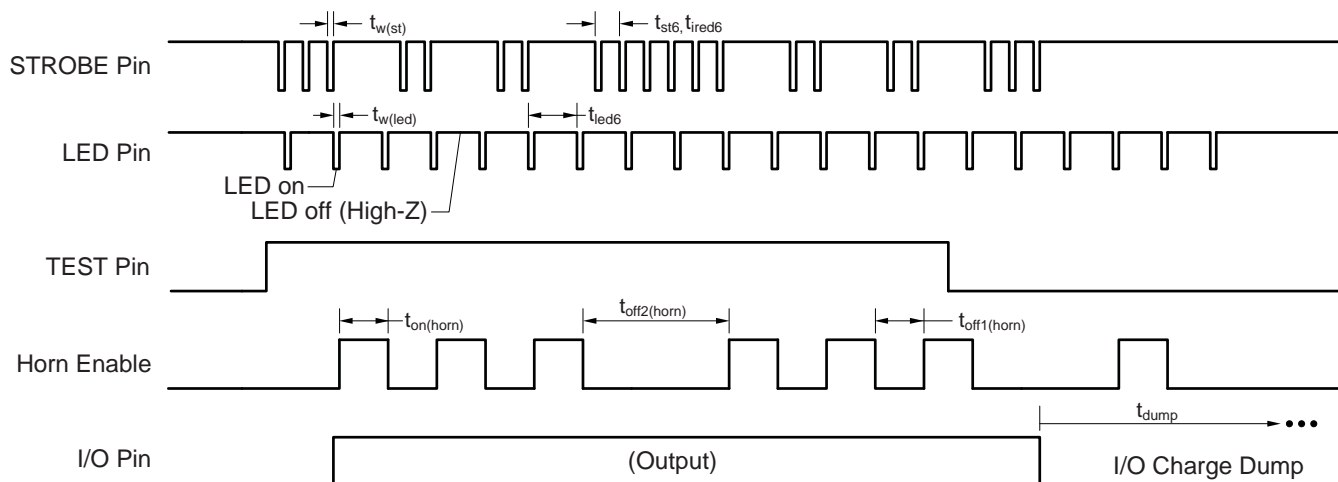 t_w(st)
t_st6, t_ired6
STROBE Pin
t_w(led)
t_led6
LED Pin
LED on
LED off (High-Z)
TEST Pin
t_on(horn)
t_off2(horn)
t_off1(horn)
Horn Enable
t_dump
I/O Pin
(Output)
I/O Charge Dump